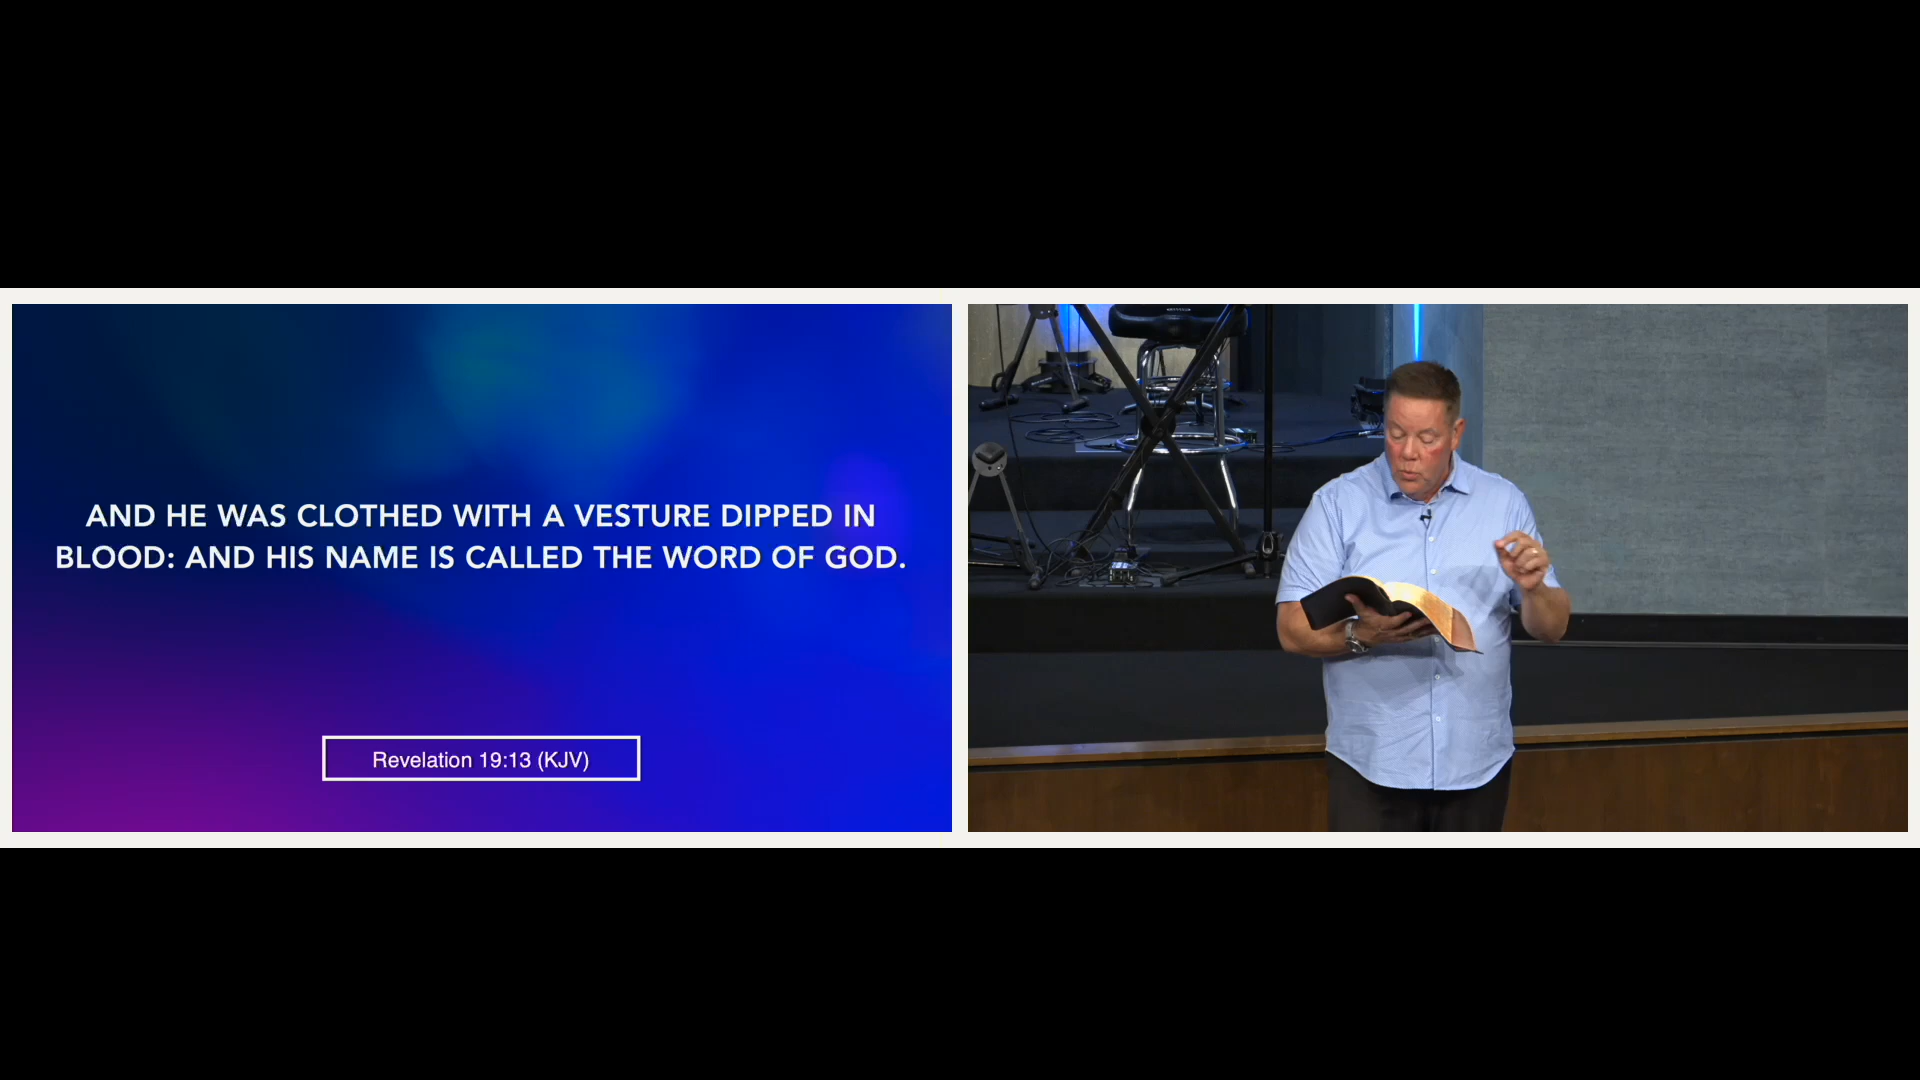 AND HE WAS CLOTHED WITH A VESTURE DIPPED IN
BLOOD: AND HIS NAME IS CALLED THE WORD OF GOD.
Revelation 19:13 (KJV)